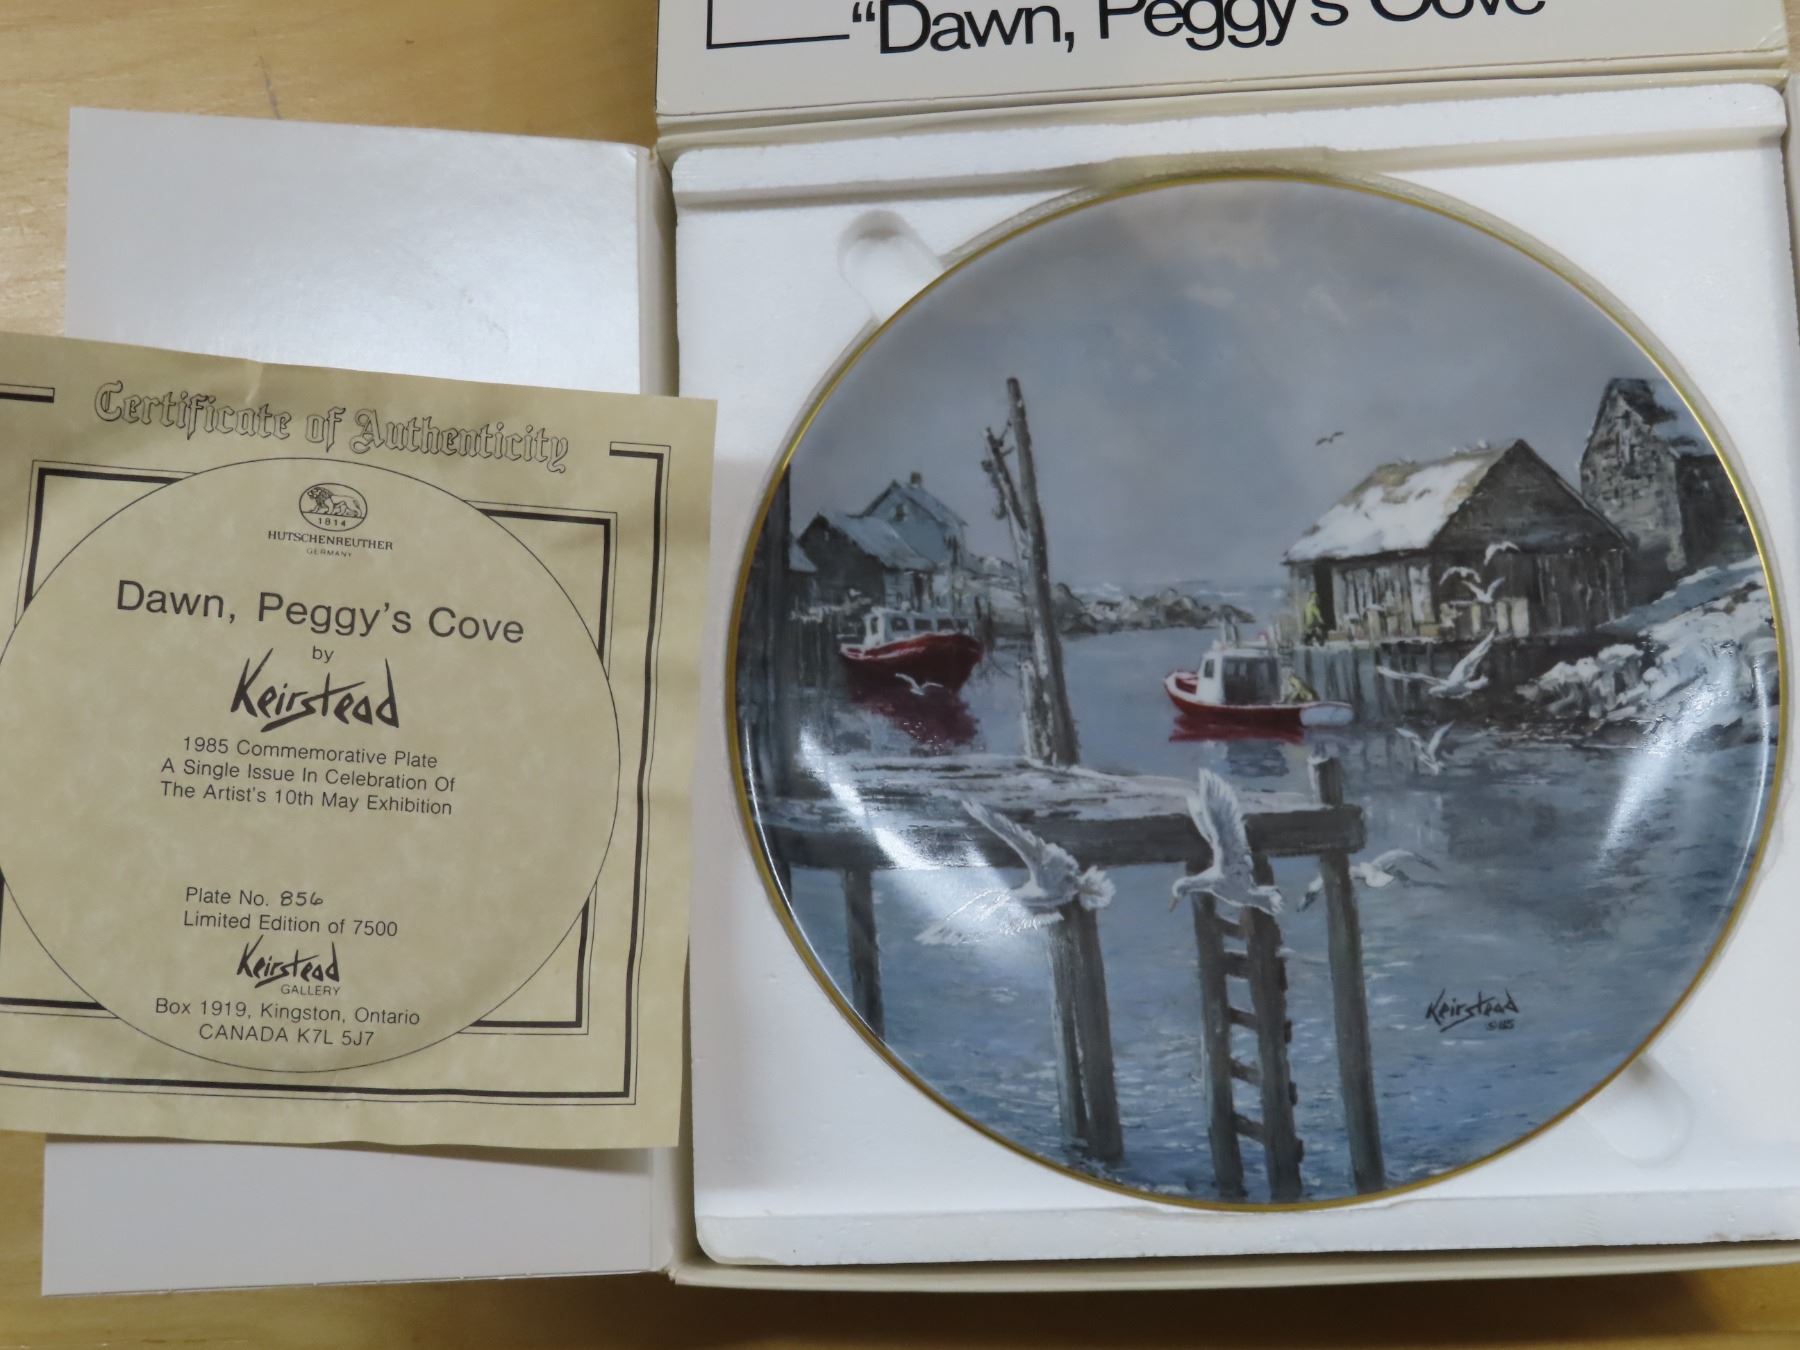 "Dawn, Peggy's Cove
Certificate of Authenticity
1814
HUTSCHENREUTHER
GERMANY
Dawn, Peggy's Cove
by
Keirstead
1985 Commemorative Plate
A Single Issue In Celebration Of
The Artist's 10th May Exhibition
Plate No. 856
Limited Edition of 7500
Keirstead
GALLERY
Box 1919, Kingston, Ontario
CANADA K7L 5J7
Keirstead